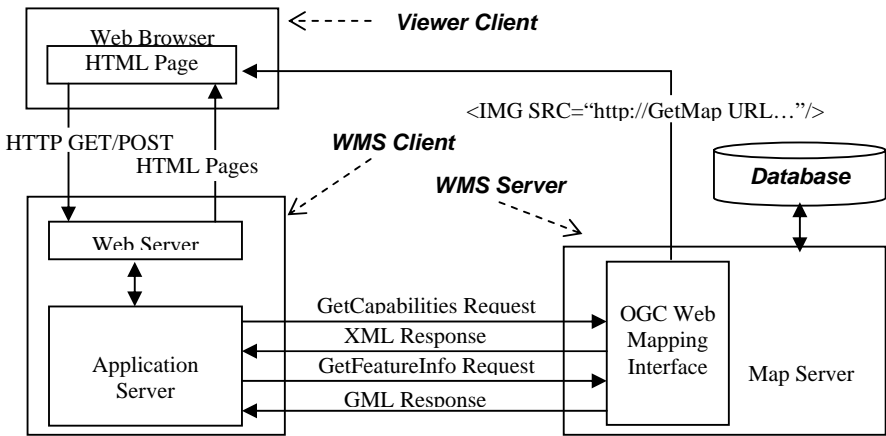 Viewer Client
Web Browser
HTML Page
<IMG SRC=“http://GetMap URL…”/>
HTTP GET/POST
HTML Pages
WMS Client
WMS Server
Database
Web Server
GetCapabilities Request
XML Response
GetFeatureInfo Request
GML Response
Application
Server
OGC Web
Mapping
Interface
Map Server